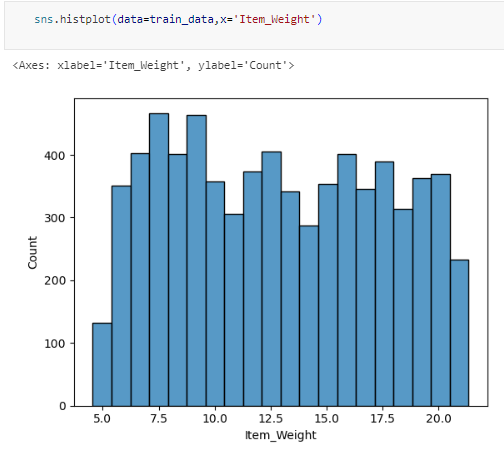 sns.histplot(data=train_data,x='Item_Weight')
<Axes: xlabel='Item_Weight', ylabel='Count'>
400
300
200
100
0
Count
5.0 7.5 10.0 12.5 15.0 17.5 20.0
Item_Weight